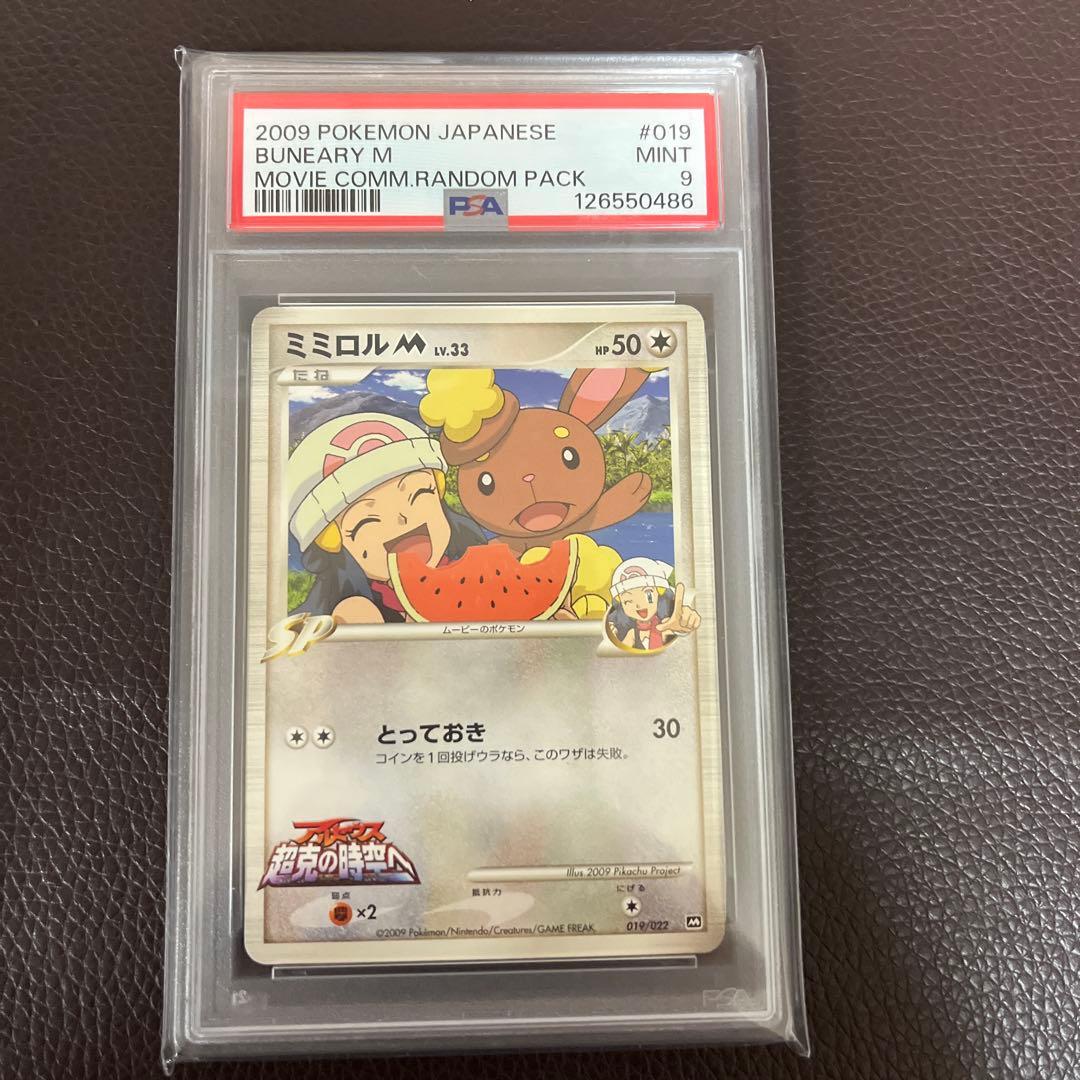 2009 POKEMON JAPANESE #019
BUNEARY M MINT
MOVIE COMM.RANDOM PACK 9
PSA 126550486
ミミロル M LV.33 HP 50
たね
SP
ムービーのポケモン
とっておき 30
コインを1回投げウラなら、このワザは失敗。
アルセウス
超克の時空へ
Illus 2009 Pikachu Project
弱点 抵抗力 にげる
×2
©2009 Pokémon/Nintendo/Creatures/GAME FREAK. 019/022 M
PSA